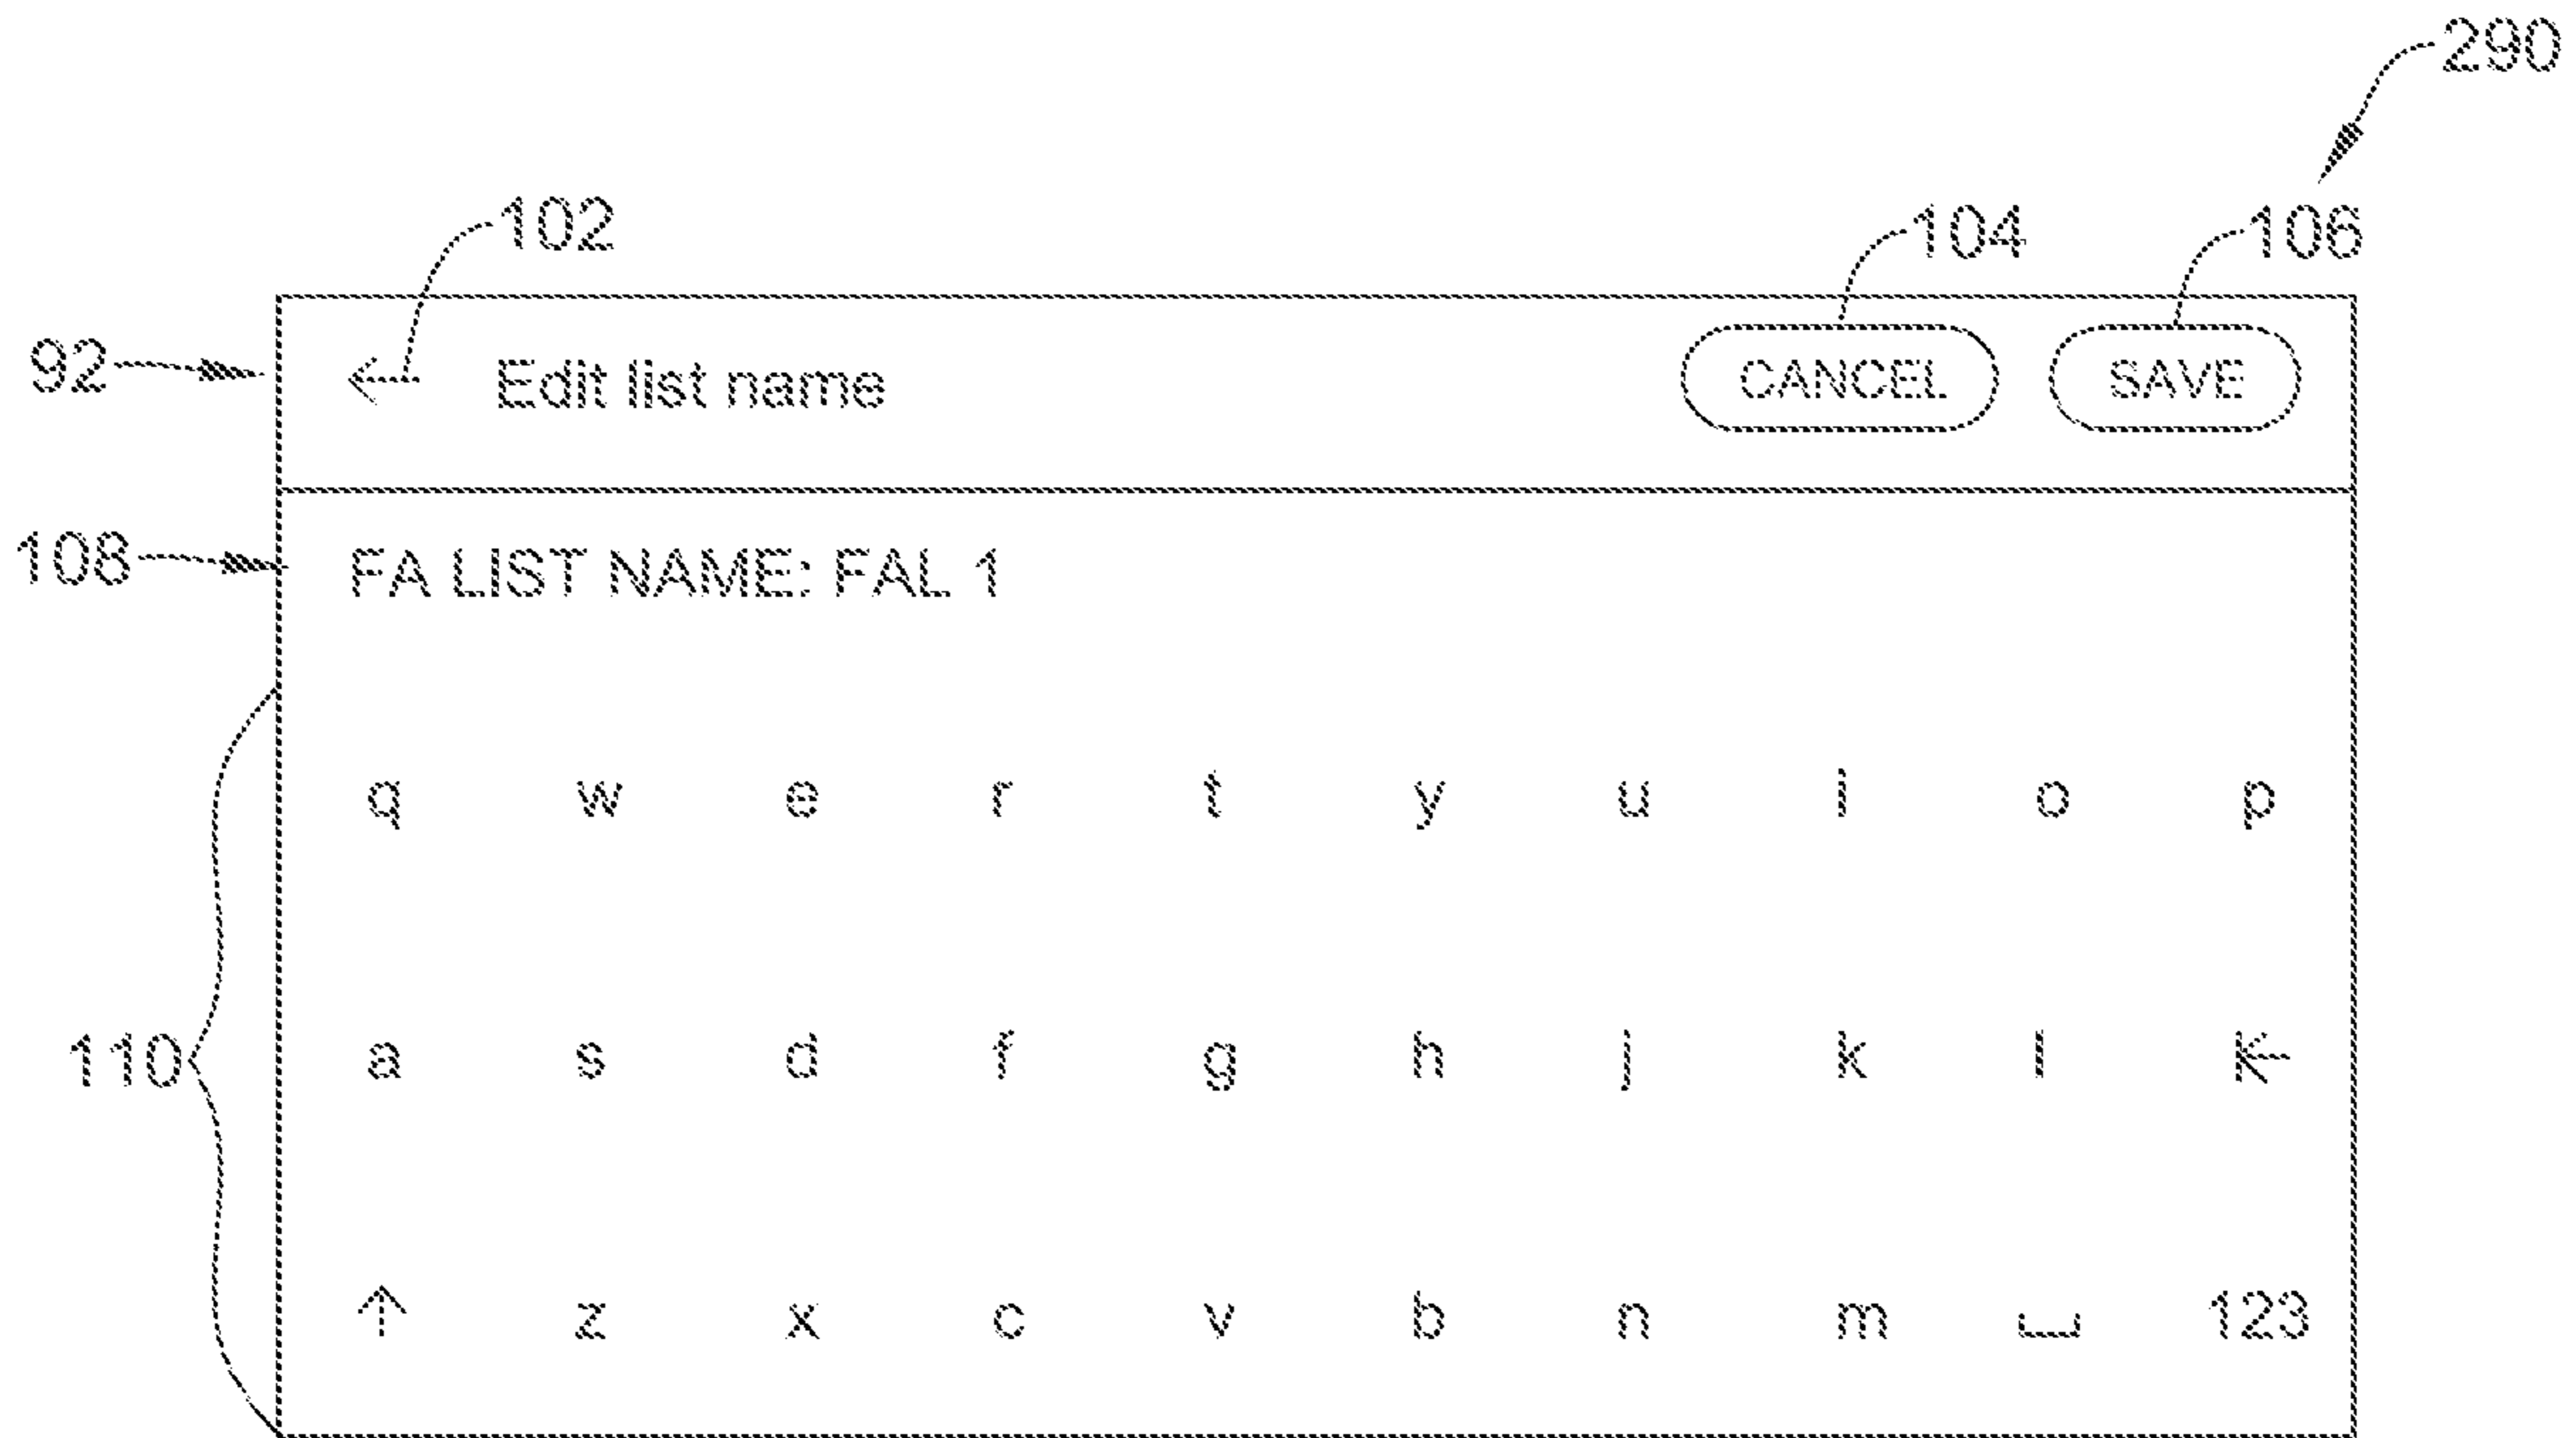 290
102 104 106
92 ← Edit list name CANCEL SAVE
108 FA LIST NAME: FAL 1
q w e r t y u i o p
110 a s d f g h j k l
↑ z x c v b n m ⎵ 123